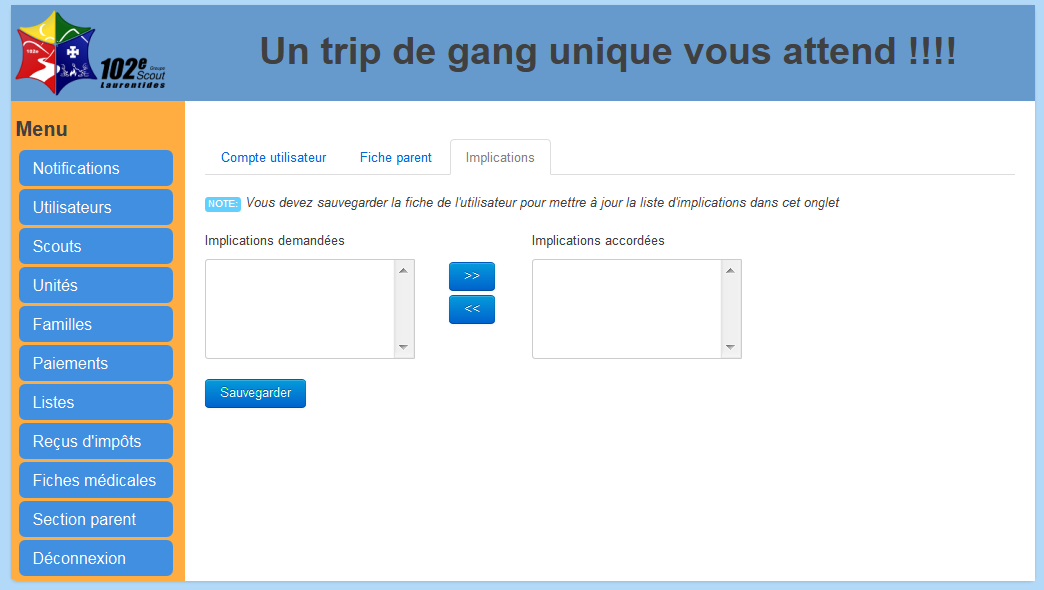 192e
102e Groupe
Scout
Laurentides
Un trip de gang unique vous attend !!!!
Menu
Notifications
Utilisateurs
Scouts
Unités
Familles
Paiements
Listes
Reçus d'impôts
Fiches médicales
Section parent
Déconnexion
Compte utilisateur
Fiche parent
Implications
NOTE: Vous devez sauvegarder la fiche de l'utilisateur pour mettre à jour la liste d'implications dans cet onglet
Implications demandées
Implications accordées
>>
<<
Sauvegarder